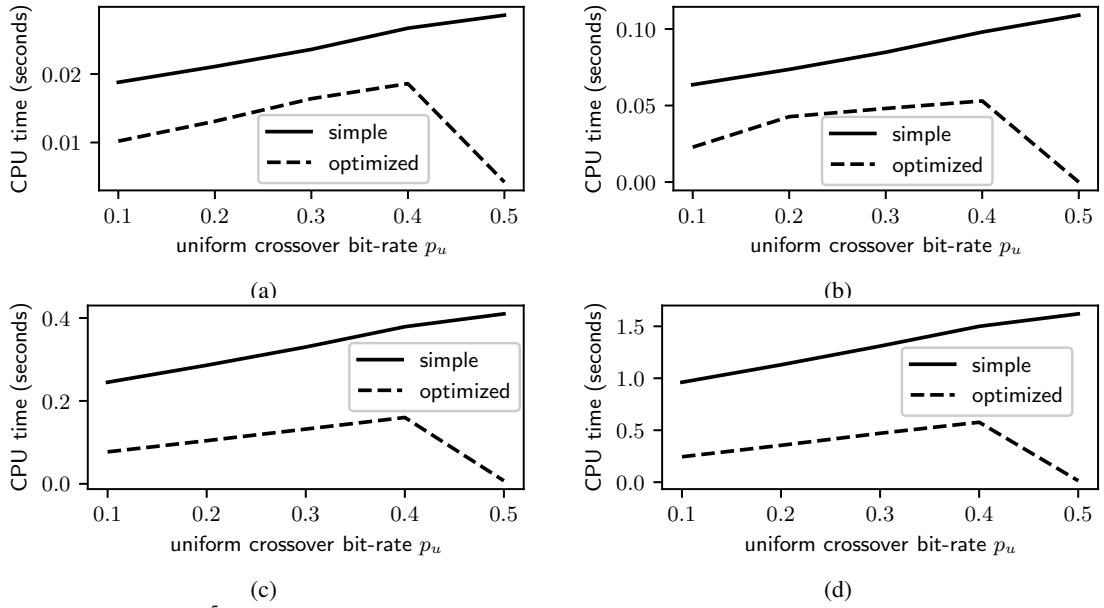 CPU time (seconds)
0.02
0.01
simple
optimized
0.1 0.2 0.3 0.4 0.5
uniform crossover bit-rate p_u
(a)
CPU time (seconds)
0.10
0.05
0.00
simple
optimized
0.1 0.2 0.3 0.4 0.5
uniform crossover bit-rate p_u
(b)
CPU time (seconds)
0.4
0.2
0.0
simple
optimized
0.1 0.2 0.3 0.4 0.5
uniform crossover bit-rate p_u
(c)
CPU time (seconds)
1.5
1.0
0.5
0.0
simple
optimized
0.1 0.2 0.3 0.4 0.5
uniform crossover bit-rate p_u
(d)